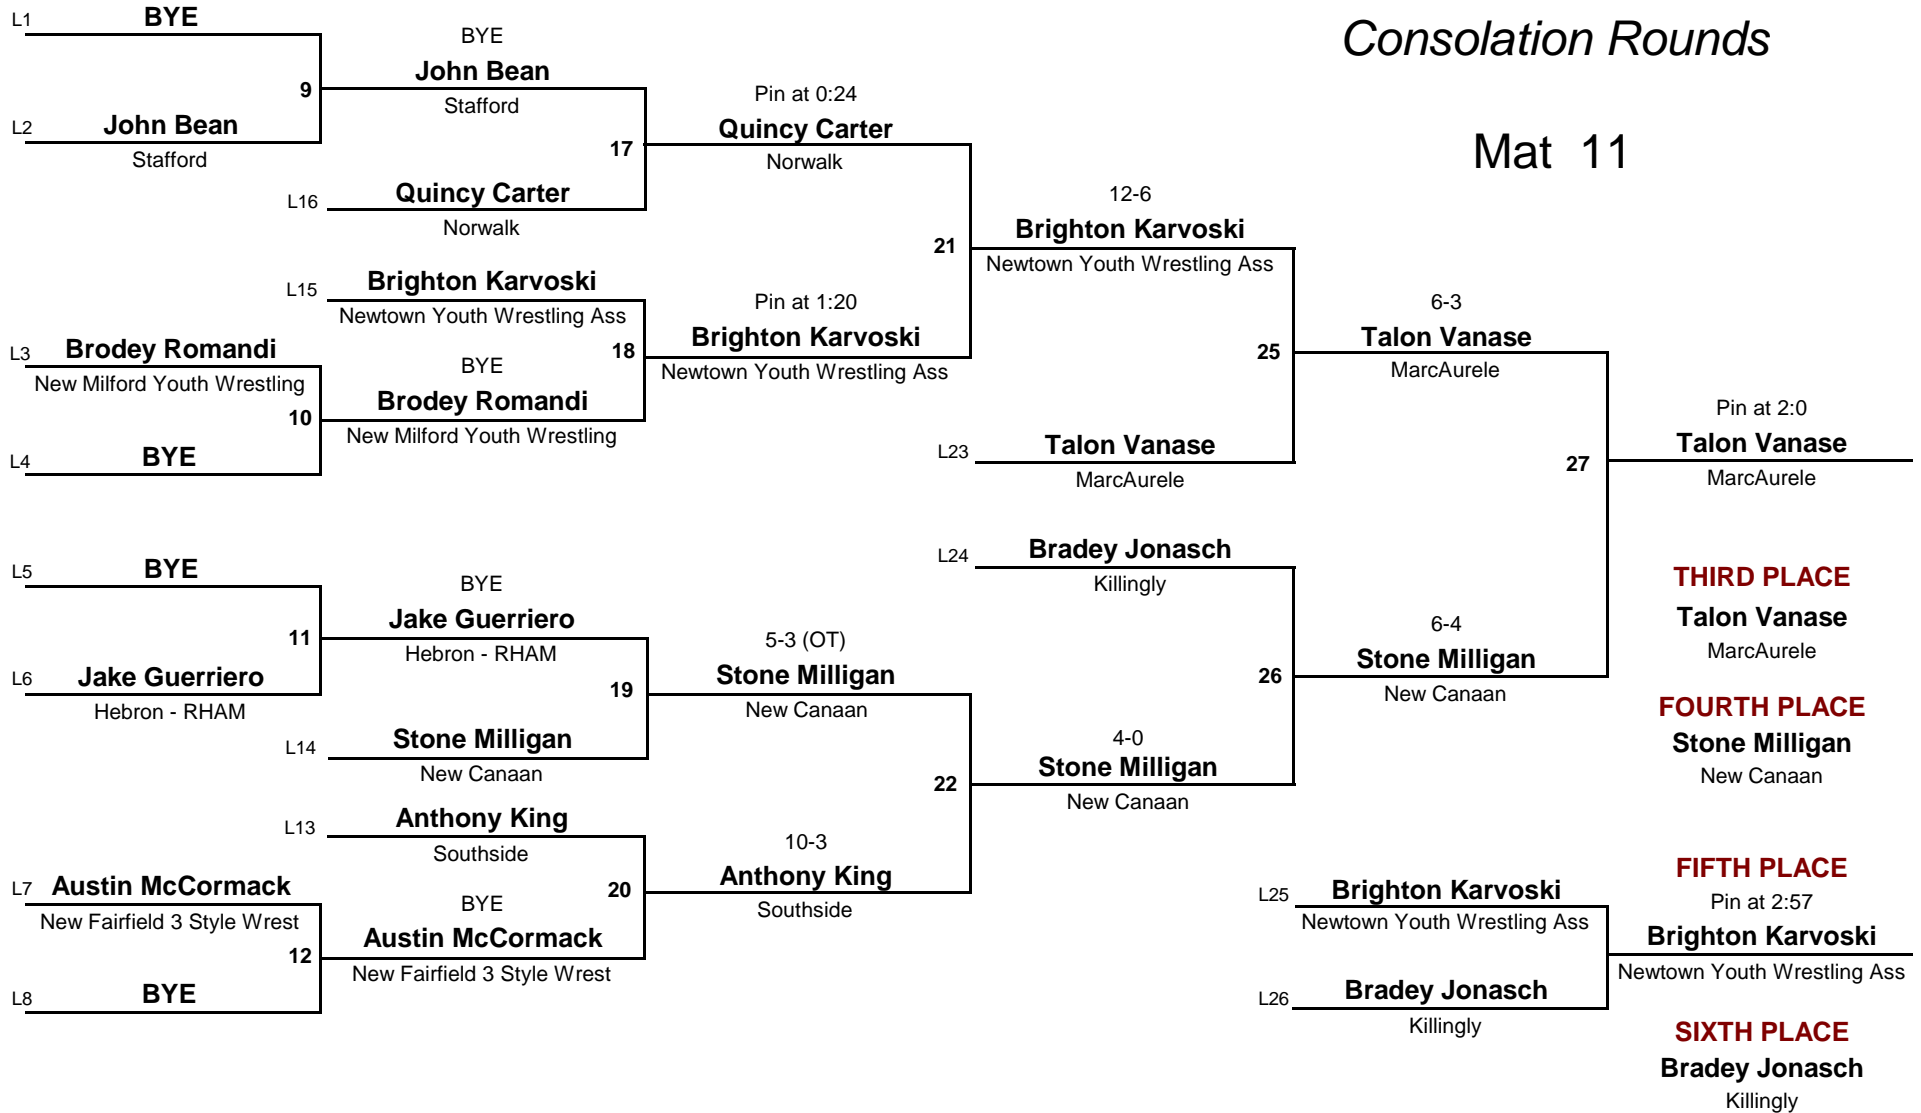 Consolation Rounds
Mat 11
L1 BYE
9
L2 John Bean
Stafford
BYE
John Bean
Stafford
17
L16 Quincy Carter
Norwalk
Pin at 0:24
Quincy Carter
Norwalk
21
L15 Brighton Karvoski
Newtown Youth Wrestling Ass
18
L3 Brodey Romandi
New Milford Youth Wrestling
10
L4 BYE
BYE
Brodey Romandi
New Milford Youth Wrestling
Pin at 1:20
Brighton Karvoski
Newtown Youth Wrestling Ass
12-6
Brighton Karvoski
Newtown Youth Wrestling Ass
25
L23 Talon Vanase
MarcAurele
6-3
Talon Vanase
MarcAurele
27
Pin at 2:0
Talon Vanase
MarcAurele
L5 BYE
11
L6 Jake Guerriero
Hebron - RHAM
BYE
Jake Guerriero
Hebron - RHAM
19
L14 Stone Milligan
New Canaan
5-3 (OT)
Stone Milligan
New Canaan
22
L13 Anthony King
Southside
20
L7 Austin McCormack
New Fairfield 3 Style Wrest
12
L8 BYE
BYE
Austin McCormack
New Fairfield 3 Style Wrest
10-3
Anthony King
Southside
L24 Bradey Jonasch
Killingly
26
4-0
Stone Milligan
New Canaan
6-4
Stone Milligan
New Canaan
THIRD PLACE
Talon Vanase
MarcAurele
FOURTH PLACE
Stone Milligan
New Canaan
L25 Brighton Karvoski
Newtown Youth Wrestling Ass
L26 Bradey Jonasch
Killingly
FIFTH PLACE
Pin at 2:57
Brighton Karvoski
Newtown Youth Wrestling Ass
SIXTH PLACE
Bradey Jonasch
Killingly